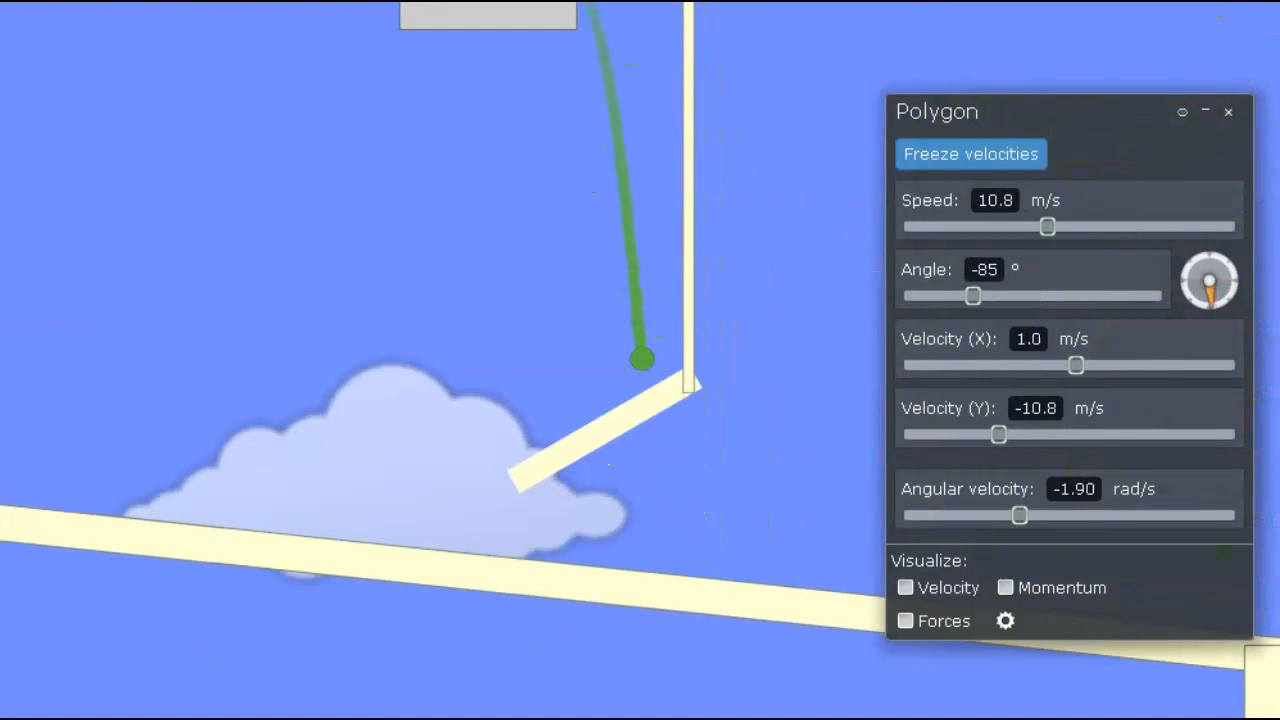 Polygon
Freeze velocities
Speed: 10.8 m/s
Angle: -85 °
Velocity (X): 1.0 m/s
Velocity (Y): -10.8 m/s
Angular velocity: -1.90 rad/s
Visualize:
Velocity Momentum
Forces